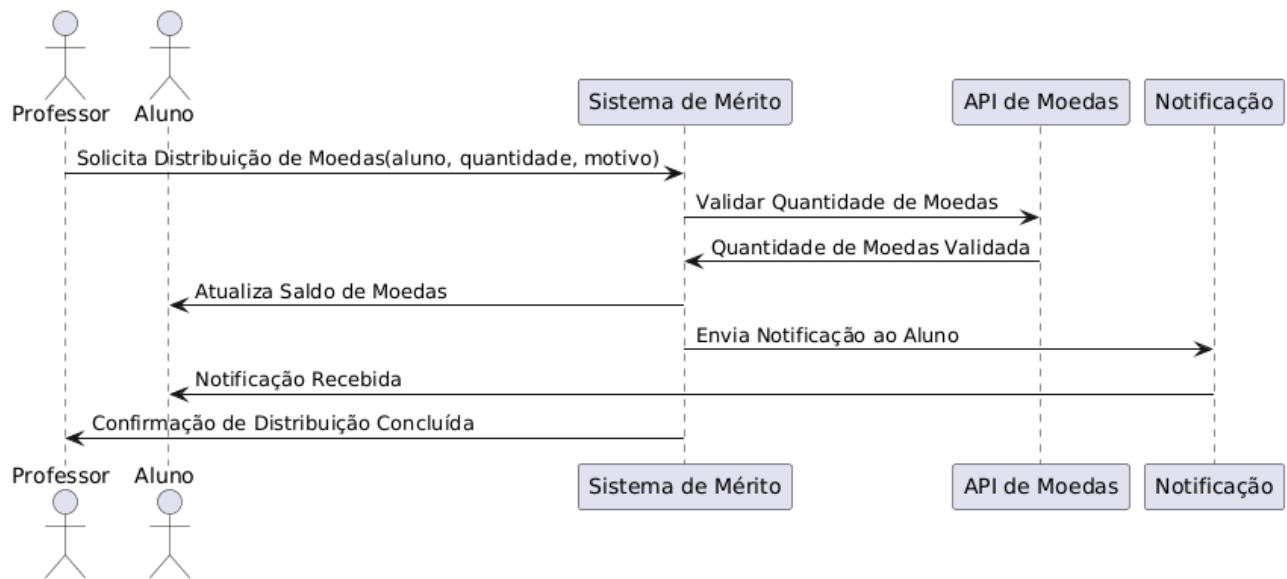 Professor
Aluno
Sistema de Mérito
API de Moedas
Notificação
Solicita Distribuição de Moedas(aluno, quantidade, motivo)
Validar Quantidade de Moedas
Quantidade de Moedas Validada
Atualiza Saldo de Moedas
Envia Notificação ao Aluno
Notificação Recebida
Confirmação de Distribuição Concluída
Professor
Aluno
Sistema de Mérito
API de Moedas
Notificação